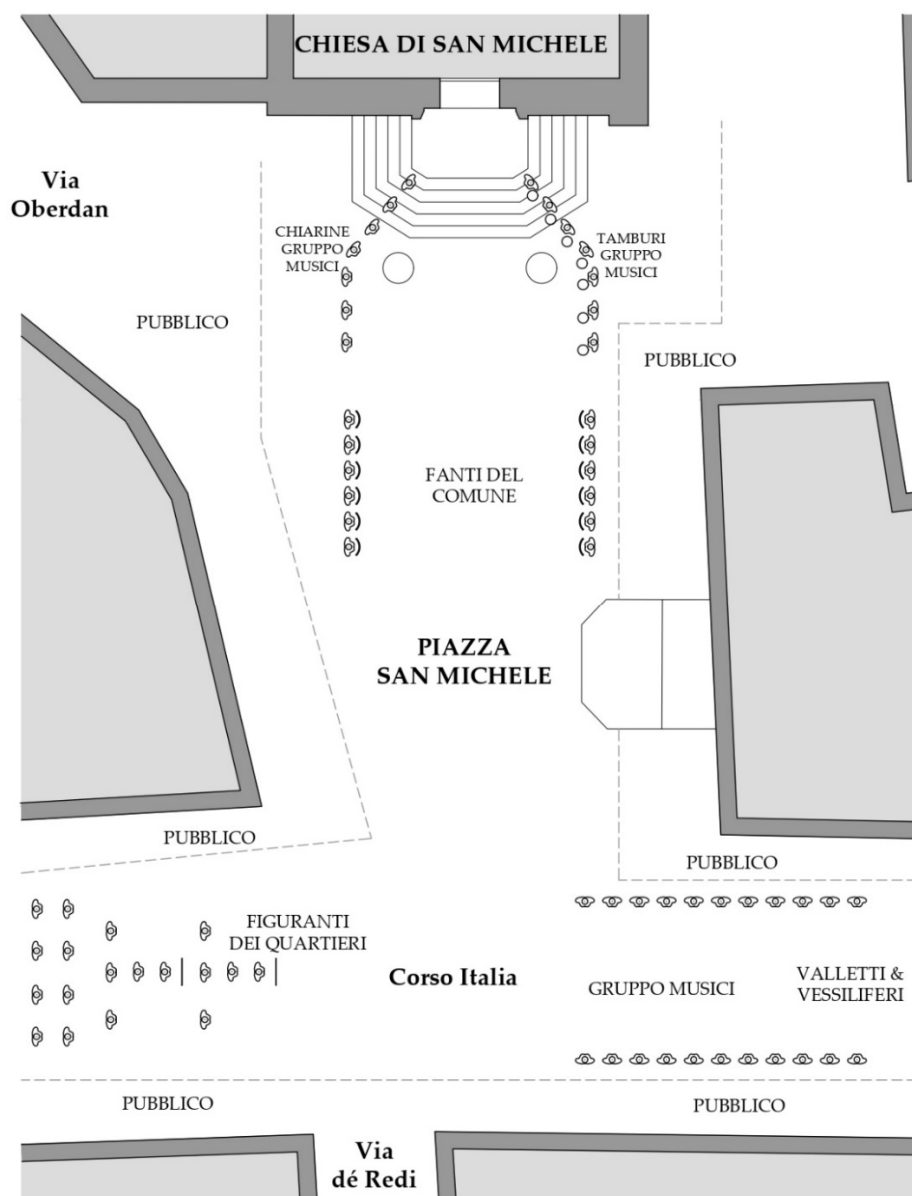 CHIESA DI SAN MICHELE
Via
Oberdan
CHIARINE
GRUPPO
MUSICI
TAMBURI
GRUPPO
MUSICI
PUBBLICO
PUBBLICO
FANTI DEL
COMUNE
PIAZZA
SAN MICHELE
PUBBLICO
PUBBLICO
FIGURANTI
DEI QUARTIERI
Corso Italia
GRUPPO MUSICI
VALLETTI &
VESSILIFERI
PUBBLICO
PUBBLICO
Via
dé Redi